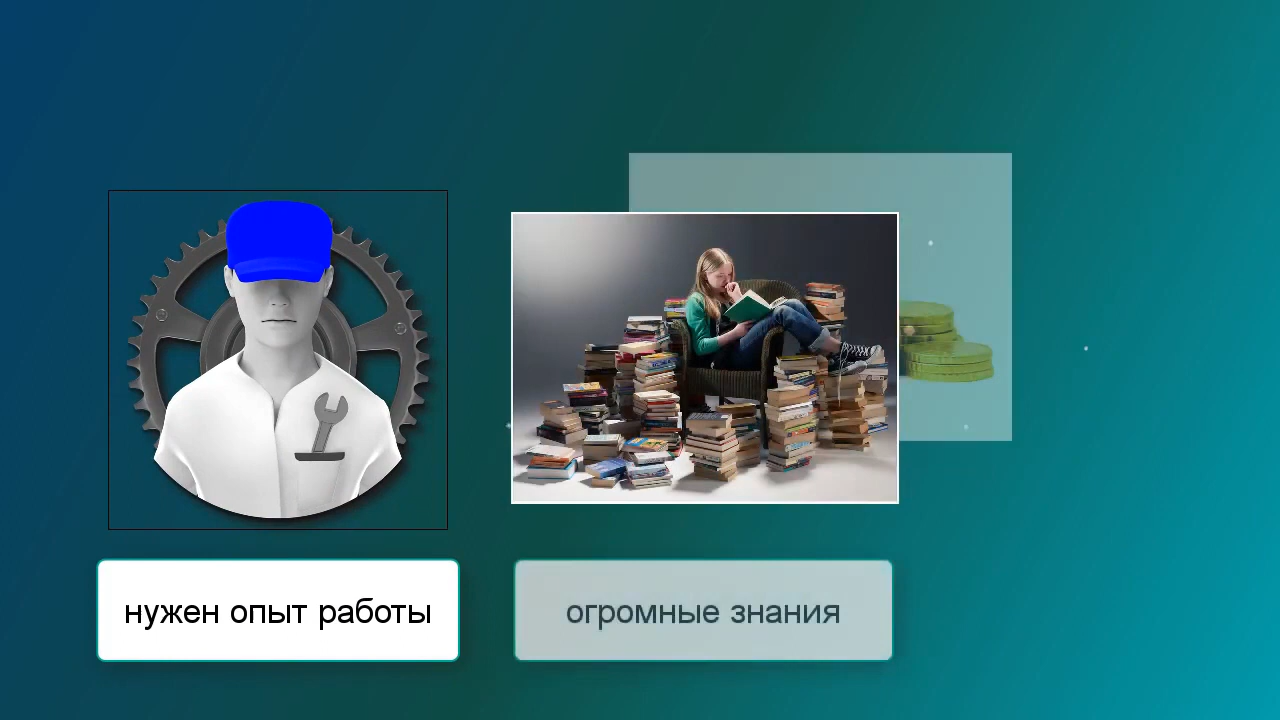 нужен опыт работы
огромные знания